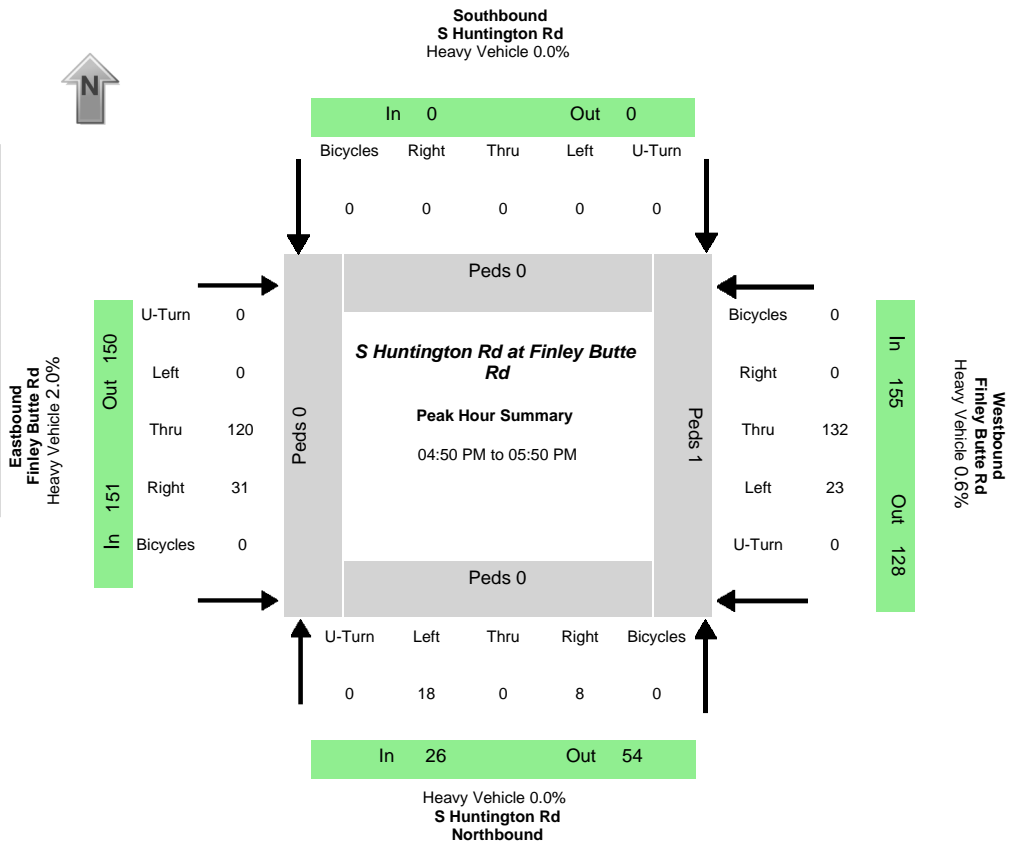 Southbound
S Huntington Rd
Heavy Vehicle 0.0%
N
In 0 Out 0
Bicycles Right Thru Left U-Turn
0 0 0 0 0
Peds 0
Eastbound
Finley Butte Rd
Heavy Vehicle 2.0%
In 151 Out 150
U-Turn 0
Left 0
Thru 120
Right 31
Bicycles 0
Peds 0
S Huntington Rd at Finley Butte
Rd
Peak Hour Summary
04:50 PM to 05:50 PM
Peds 1
Bicycles 0
Right 0
Thru 132
Left 23
U-Turn 0
In 155 Out 128
Westbound
Finley Butte Rd
Heavy Vehicle 0.6%
Peds 0
U-Turn Left Thru Right Bicycles
0 18 0 8 0
In 26 Out 54
Heavy Vehicle 0.0%
S Huntington Rd
Northbound